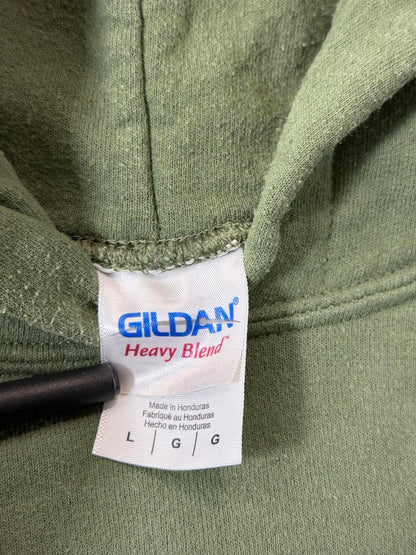 GILDAN®
Heavy Blend™
Made in Honduras
Fabriqué au Honduras
Hecho en Honduras
L | G | G